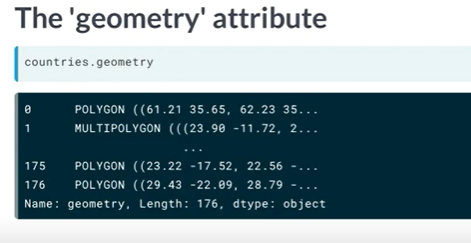 The 'geometry' attribute
countries.geometry
0 POLYGON ((61.21 35.65, 62.23 35...
1 MULTIPOLYGON (((23.90 -11.72, 2...
...
175 POLYGON ((23.22 -17.52, 22.56 -...
176 POLYGON ((29.43 -22.09, 28.79 -...
Name: geometry, Length: 176, dtype: object